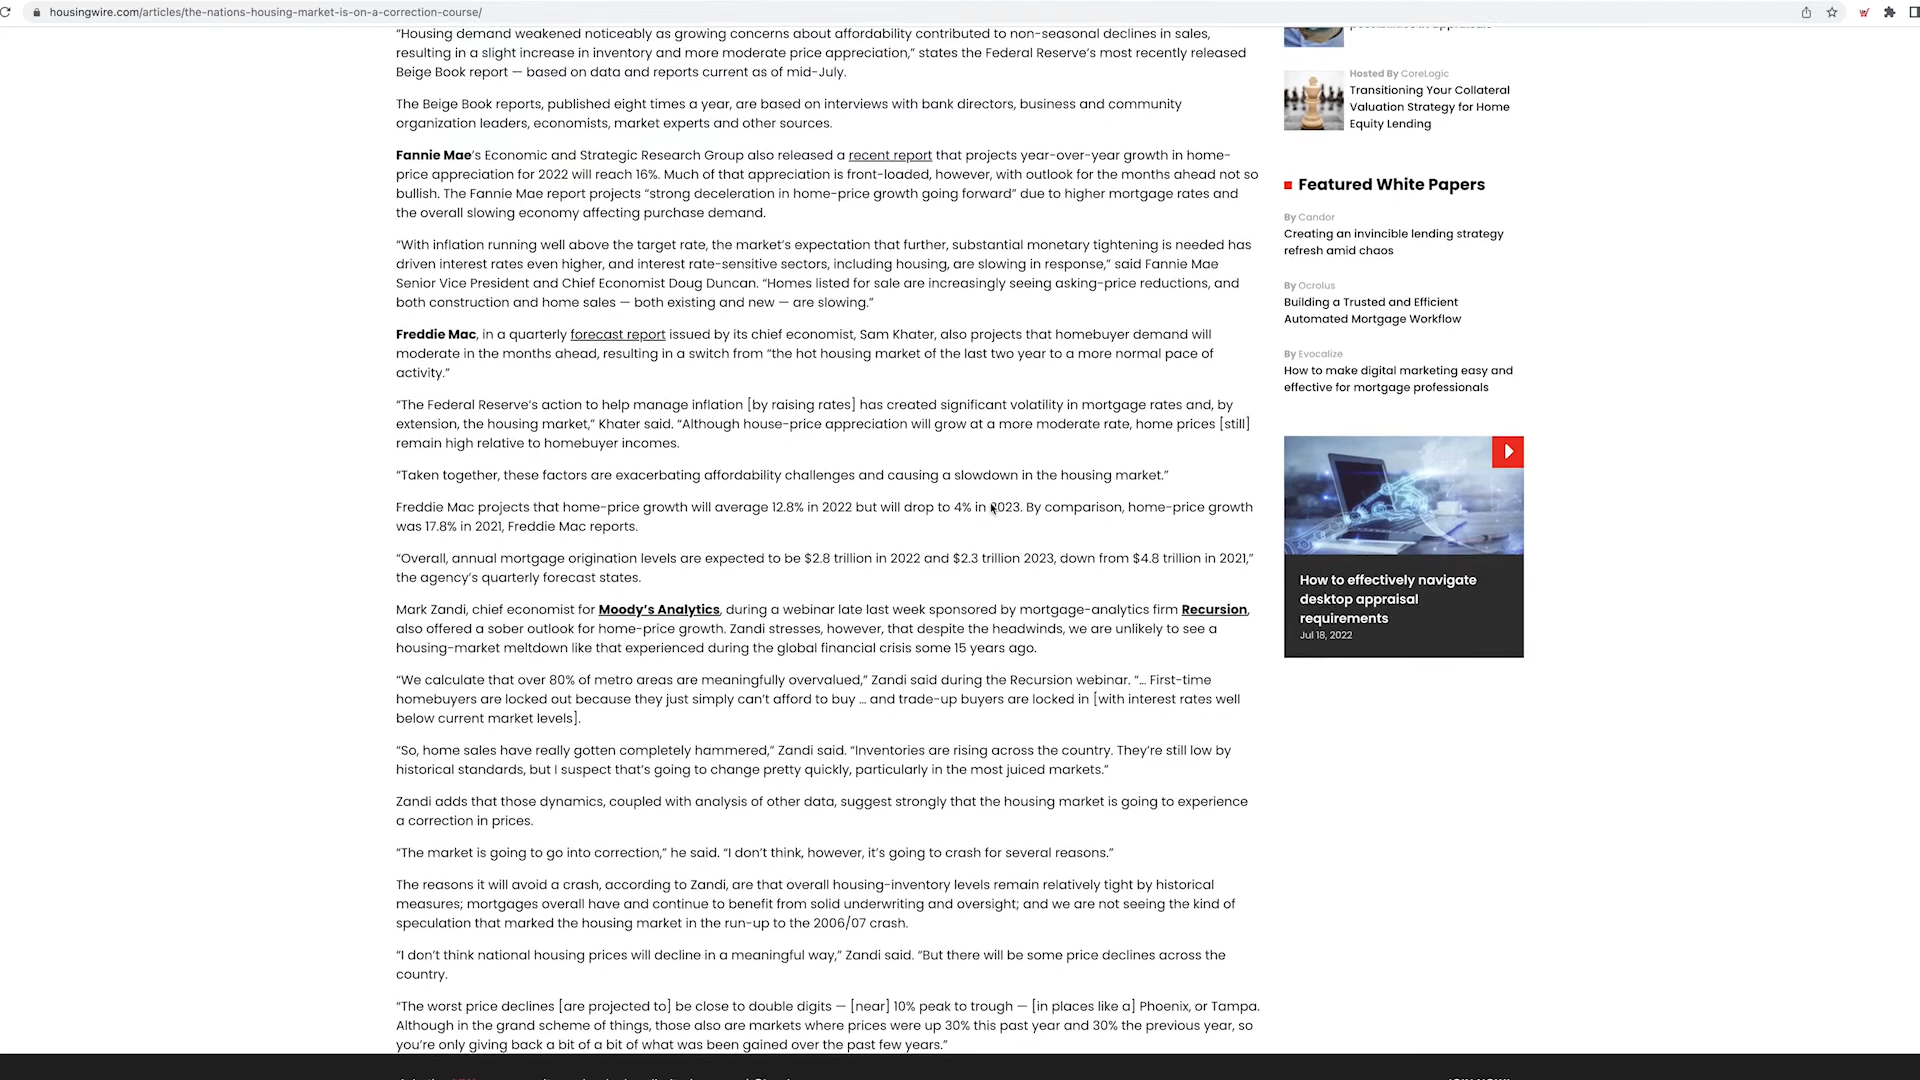 housingwire.com/articles/the-nations-housing-market-is-on-a-correction-course/
“Housing demand weakened noticeably as growing concerns about affordability contributed to non-seasonal declines in sales,
resulting in a slight increase in inventory and more moderate price appreciation,” states the Federal Reserve’s most recently released
Beige Book report — based on data and reports current as of mid-July.
The Beige Book reports, published eight times a year, are based on interviews with bank directors, business and community
organization leaders, economists, market experts and other sources.
Fannie Mae’s Economic and Strategic Research Group also released a recent report that projects year-over-year growth in home-
price appreciation for 2022 will reach 16%. Much of that appreciation is front-loaded, however, with outlook for the months ahead not so
bullish. The Fannie Mae report projects “strong deceleration in home-price growth going forward” due to higher mortgage rates and
the overall slowing economy affecting purchase demand.
“With inflation running well above the target rate, the market’s expectation that further, substantial monetary tightening is needed has
driven interest rates even higher, and interest rate-sensitive sectors, including housing, are slowing in response,” said Fannie Mae
Senior Vice President and Chief Economist Doug Duncan. “Homes listed for sale are increasingly seeing asking-price reductions, and
both construction and home sales — both existing and new — are slowing.”
Freddie Mac, in a quarterly forecast report issued by its chief economist, Sam Khater, also projects that homebuyer demand will
moderate in the months ahead, resulting in a switch from “the hot housing market of the last two year to a more normal pace of
activity.”
“The Federal Reserve’s action to help manage inflation [by raising rates] has created significant volatility in mortgage rates and, by
extension, the housing market,” Khater said. “Although house-price appreciation will grow at a more moderate rate, home prices [still]
remain high relative to homebuyer incomes.
“Taken together, these factors are exacerbating affordability challenges and causing a slowdown in the housing market.”
Freddie Mac projects that home-price growth will average 12.8% in 2022 but will drop to 4% in 2023. By comparison, home-price growth
was 17.8% in 2021, Freddie Mac reports.
“Overall, annual mortgage origination levels are expected to be $2.8 trillion in 2022 and $2.3 trillion 2023, down from $4.8 trillion in 2021,”
the agency’s quarterly forecast states.
Mark Zandi, chief economist for Moody’s Analytics, during a webinar late last week sponsored by mortgage-analytics firm Recursion,
also offered a sober outlook for home-price growth. Zandi stresses, however, that despite the headwinds, we are unlikely to see a
housing-market meltdown like that experienced during the global financial crisis some 15 years ago.
“We calculate that over 80% of metro areas are meaningfully overvalued,” Zandi said during the Recursion webinar. “… First-time
homebuyers are locked out because they just simply can’t afford to buy … and trade-up buyers are locked in [with interest rates well
below current market levels].
“So, home sales have really gotten completely hammered,” Zandi said. “Inventories are rising across the country. They’re still low by
historical standards, but I suspect that’s going to change pretty quickly, particularly in the most juiced markets.”
Zandi adds that those dynamics, coupled with analysis of other data, suggest strongly that the housing market is going to experience
a correction in prices.
“The market is going to go into correction,” he said. “I don’t think, however, it’s going to crash for several reasons.”
The reasons it will avoid a crash, according to Zandi, are that overall housing-inventory levels remain relatively tight by historical
measures; mortgages overall have and continue to benefit from solid underwriting and oversight; and we are not seeing the kind of
speculation that marked the housing market in the run-up to the 2006/07 crash.
“I don’t think national housing prices will decline in a meaningful way,” Zandi said. “But there will be some price declines across the
country.
“The worst price declines [are projected to] be close to double digits — [near] 10% peak to trough — [in places like a] Phoenix, or Tampa.
Although in the grand scheme of things, those also are markets where prices were up 30% this past year and 30% the previous year, so
you’re only giving back a bit of a bit of what was been gained over the past few years.”
Hosted By CoreLogic
Transitioning Your Collateral
Valuation Strategy for Home
Equity Lending
Featured White Papers
By Candor
Creating an invincible lending strategy
refresh amid chaos
By Ocrolus
Building a Trusted and Efficient
Automated Mortgage Workflow
By Evocalize
How to make digital marketing easy and
effective for mortgage professionals
How to effectively navigate
desktop appraisal
requirements
Jul 18, 2022